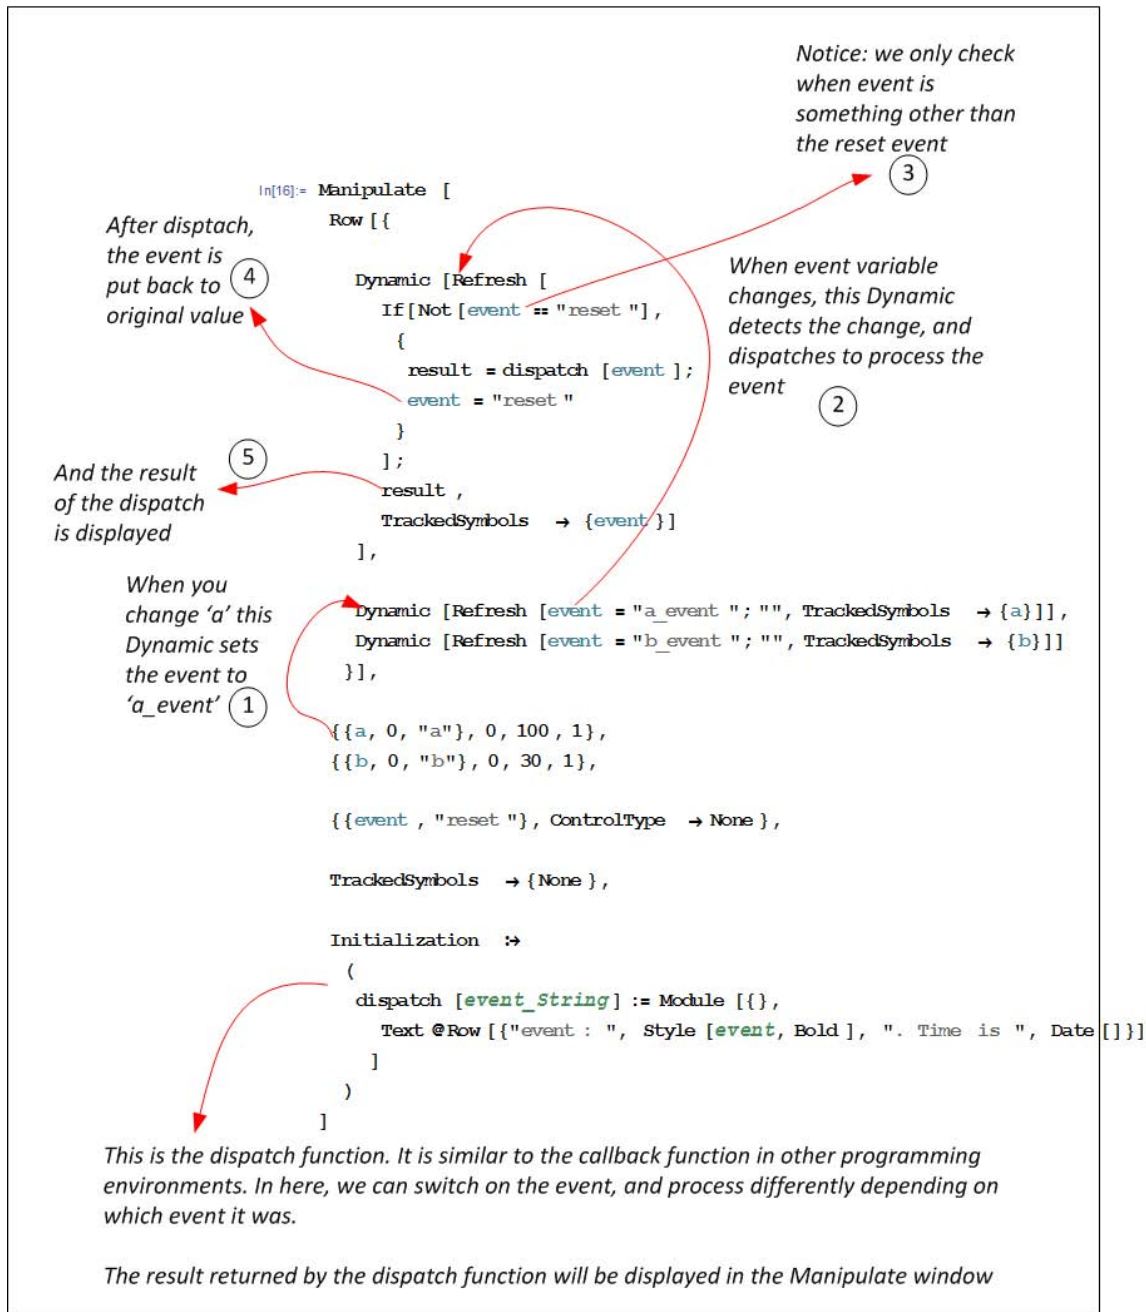 Notice: we only check
when event is
something other than
the reset event
3
In[16]:= Manipulate [
Row [{
After disptach,
the event is
put back to
original value
4
Dynamic [Refresh [
If[Not [event == "reset "],
{
result = dispatch [event ];
event = "reset "
}
];
result ,
TrackedSymbols → {event }]
],
When event variable
changes, this Dynamic
detects the change, and
dispatches to process the
event
2
5
And the result
of the dispatch
is displayed
When you
change ‘a’ this
Dynamic sets
the event to
‘a_event’
1
Dynamic [Refresh [event = "a_event "; "", TrackedSymbols → {a}]],
Dynamic [Refresh [event = "b_event "; "", TrackedSymbols → {b}]]
}],
{{a, 0, "a"}, 0, 100 , 1},
{{b, 0, "b"}, 0, 30 , 1},
{{event , "reset "}, ControlType → None },
TrackedSymbols → {None },
Initialization :→
(
dispatch [event_String] := Module [{},
Text @Row [{"event : ", Style [event, Bold ], ". Time is ", Date []}]
]
)
]
This is the dispatch function. It is similar to the callback function in other programming
environments. In here, we can switch on the event, and process differently depending on
which event it was.
The result returned by the dispatch function will be displayed in the Manipulate window